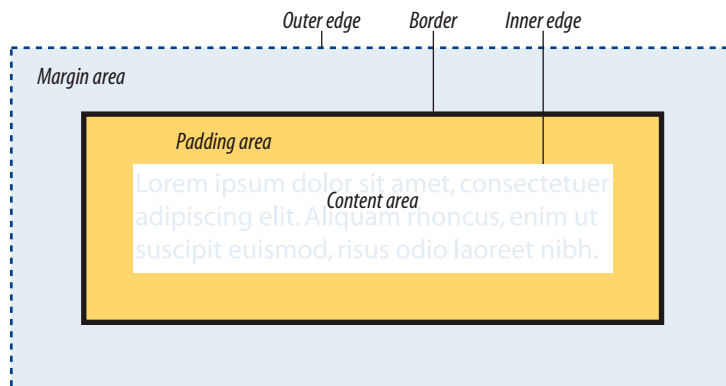 Outer edge Border Inner edge
Margin area
Padding area
Lorem ipsum dolor sit amet, consectetuer
Content area
adipiscing elit. Aliquam rhoncus, enim ut
suscipit euismod, risus odio laoreet nibh.